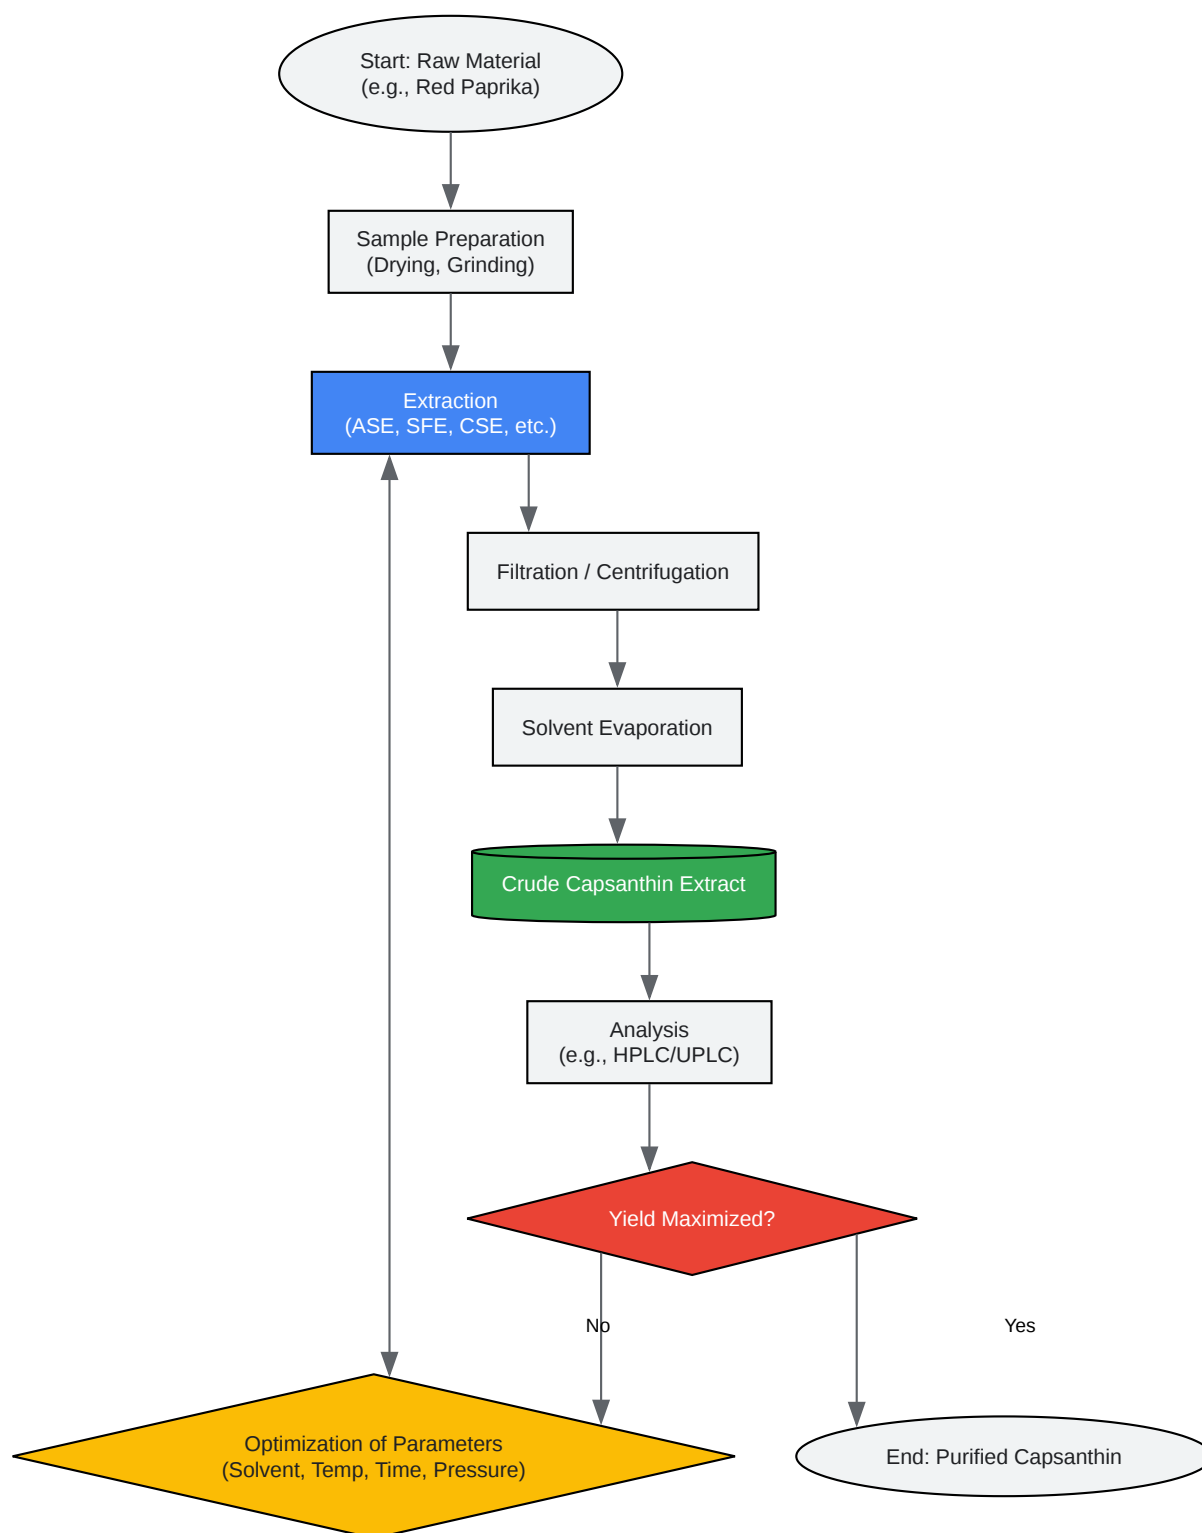 Start: Raw Material
(e.g., Red Paprika)
Sample Preparation
(Drying, Grinding)
Extraction
(ASE, SFE, CSE, etc.)
Filtration / Centrifugation
Solvent Evaporation
Crude Capsanthin Extract
Analysis
(e.g., HPLC/UPLC)
Yield Maximized?
No
Yes
Optimization of Parameters
(Solvent, Temp, Time, Pressure)
End: Purified Capsanthin